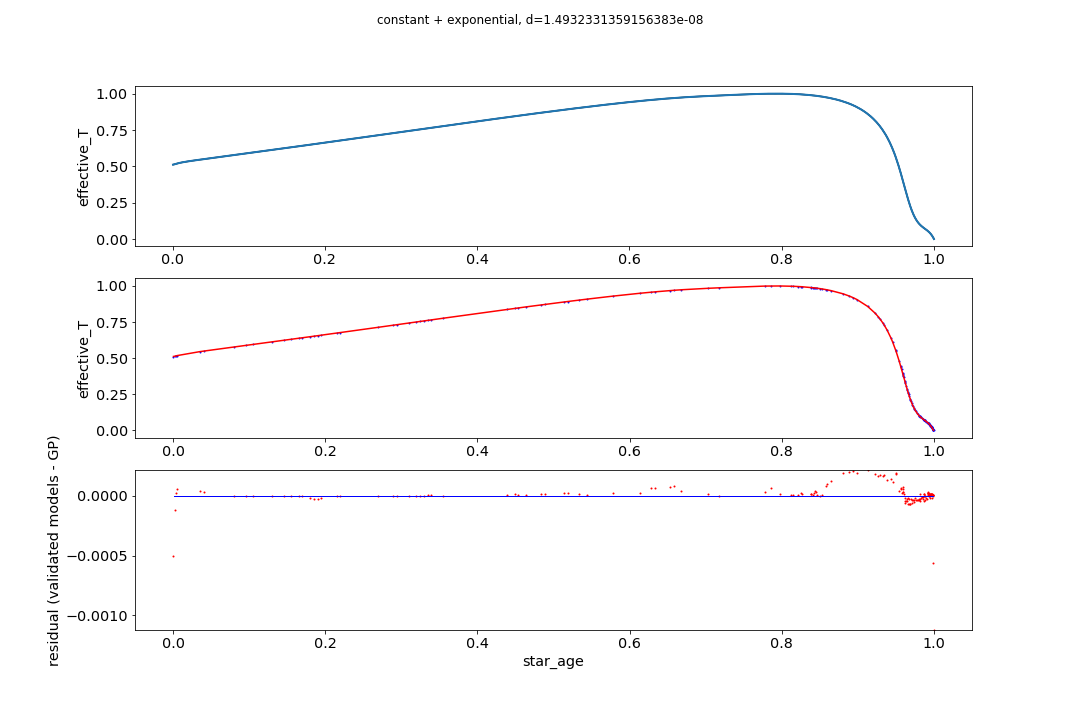 constant + exponential, d=1.4932331359156383e-08
effective_T
1.00
0.75
0.50
0.25
0.00
0.0 0.2 0.4 0.6 0.8 1.0
effective_T
1.00
0.75
0.50
0.25
0.00
0.0 0.2 0.4 0.6 0.8 1.0
residual (validated models - GP)
0.0000
−0.0005
−0.0010
0.0 0.2 0.4 0.6 0.8 1.0
star_age